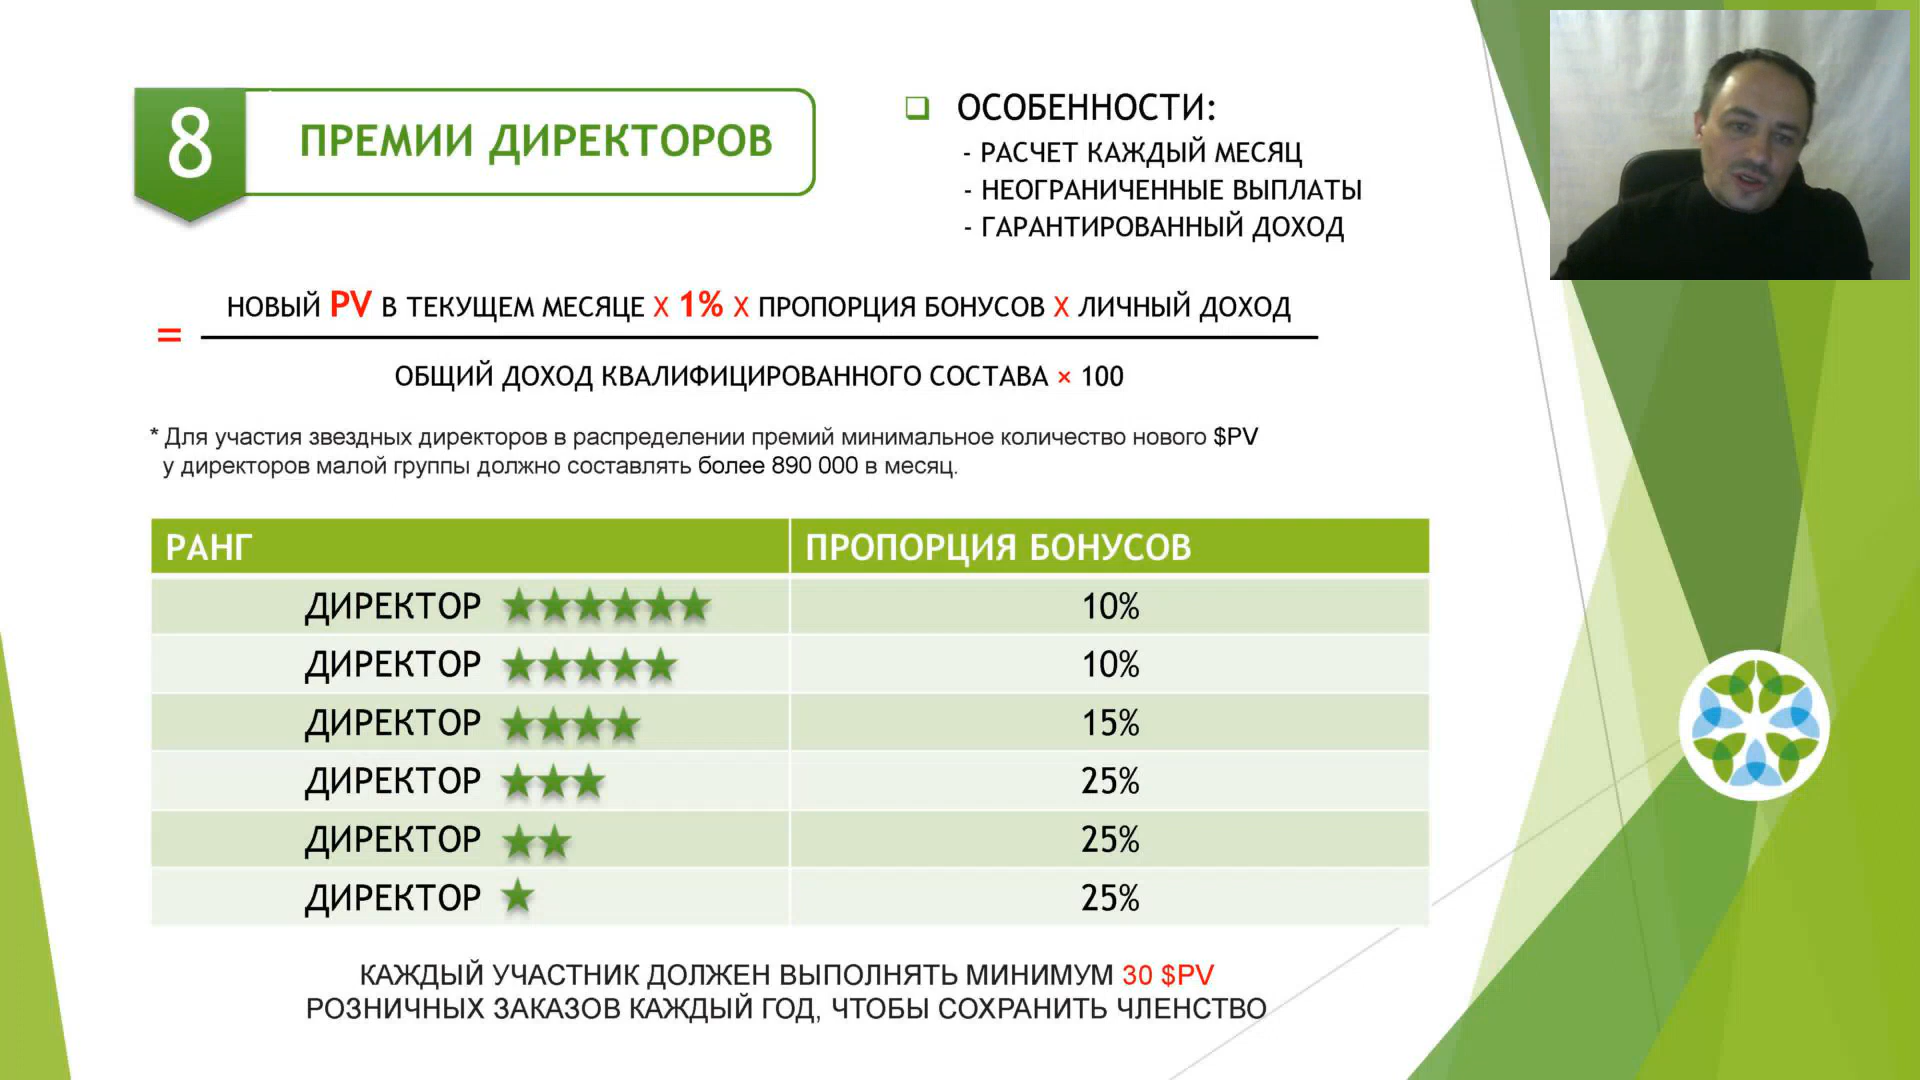 8
ПРЕМИИ ДИРЕКТОРОВ
❑ ОСОБЕННОСТИ:
- РАСЧЕТ КАЖДЫЙ МЕСЯЦ
- НЕОГРАНИЧЕННЫЕ ВЫПЛАТЫ
- ГАРАНТИРОВАННЫЙ ДОХОД
НОВЫЙ PV В ТЕКУЩЕМ МЕСЯЦЕ X 1% X ПРОПОРЦИЯ БОНУСОВ X ЛИЧНЫЙ ДОХОД
=
ОБЩИЙ ДОХОД КВАЛИФИЦИРОВАННОГО СОСТАВА × 100
* Для участия звездных директоров в распределении премий минимальное количество нового $PV
у директоров малой группы должно составлять более 890 000 в месяц.
РАНГ ПРОПОРЦИЯ БОНУСОВ
ДИРЕКТОР ★★★★★★ 10%
ДИРЕКТОР ★★★★★ 10%
ДИРЕКТОР ★★★★ 15%
ДИРЕКТОР ★★★ 25%
ДИРЕКТОР ★★ 25%
ДИРЕКТОР ★ 25%
КАЖДЫЙ УЧАСТНИК ДОЛЖЕН ВЫПОЛНЯТЬ МИНИМУМ 30 $PV
РОЗНИЧНЫХ ЗАКАЗОВ КАЖДЫЙ ГОД, ЧТОБЫ СОХРАНИТЬ ЧЛЕНСТВО